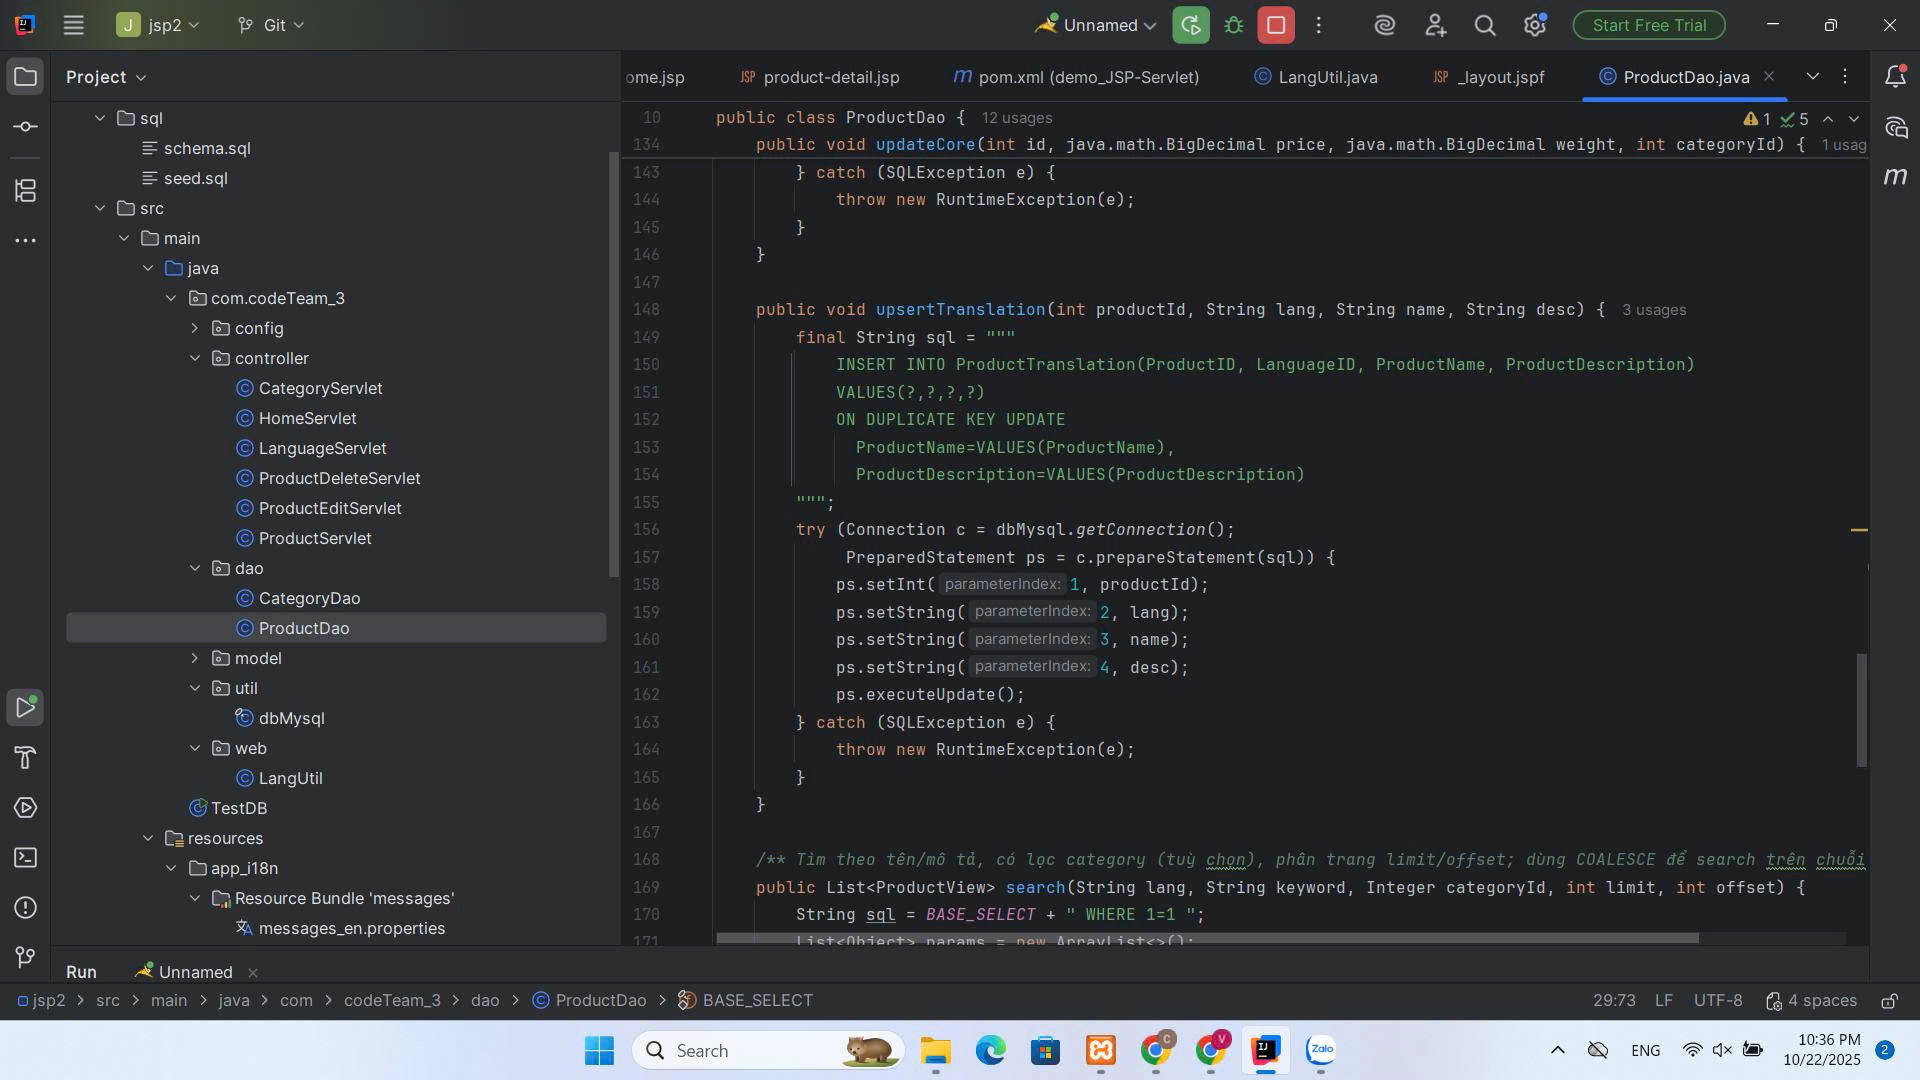 J jsp2
Git
Unnamed
Start Free Trial
Project
ome.jsp
JSP product-detail.jsp
m pom.xml (demo_JSP-Servlet)
LangUtil.java
JSP _layout.jspf
ProductDao.java
sql
schema.sql
seed.sql
src
main
java
com.codeTeam_3
config
controller
CategoryServlet
HomeServlet
LanguageServlet
ProductDeleteServlet
ProductEditServlet
ProductServlet
dao
CategoryDao
ProductDao
model
util
dbMysql
web
LangUtil
TestDB
resources
app_i18n
Resource Bundle 'messages'
messages_en.properties
10 public class ProductDao { 12 usages
1 5
134 public void updateCore(int id, java.math.BigDecimal price, java.math.BigDecimal weight, int categoryId) { 1 usag
143 } catch (SQLException e) {
144 throw new RuntimeException(e);
145 }
146 }
147
148 public void upsertTranslation(int productId, String lang, String name, String desc) { 3 usages
149 final String sql = """
150 INSERT INTO ProductTranslation(ProductID, LanguageID, ProductName, ProductDescription)
151 VALUES(?,?,?,?)
152 ON DUPLICATE KEY UPDATE
153 ProductName=VALUES(ProductName),
154 ProductDescription=VALUES(ProductDescription)
155 """;
156 try (Connection c = dbMysql.getConnection();
157 PreparedStatement ps = c.prepareStatement(sql)) {
158 ps.setInt( parameterIndex: 1, productId);
159 ps.setString( parameterIndex: 2, lang);
160 ps.setString( parameterIndex: 3, name);
161 ps.setString( parameterIndex: 4, desc);
162 ps.executeUpdate();
163 } catch (SQLException e) {
164 throw new RuntimeException(e);
165 }
166 }
167
168 /** Tìm theo tên/mô tả, có lọc category (tuỳ chọn), phân trang limit/offset; dùng COALESCE để search trên chuỗi
169 public List<ProductView> search(String lang, String keyword, Integer categoryId, int limit, int offset) {
170 String sql = BASE_SELECT + " WHERE 1=1 ";
171 List<Object> params = new ArrayList<>();
Run
Unnamed
jsp2 > src > main > java > com > codeTeam_3 > dao > ProductDao > BASE_SELECT
29:73 LF UTF-8 4 spaces
Search
Zalo
ENG
10:36 PM
10/22/2025
2